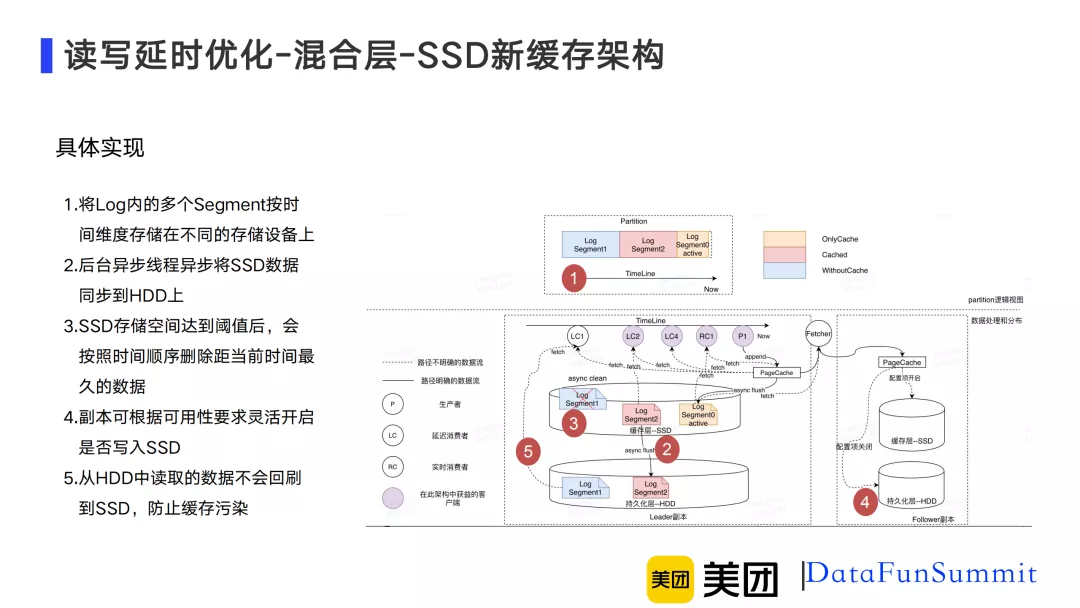 读写延时优化-混合层-SSD新缓存架构
具体实现
1.将Log内的多个Segment按时
间维度存储在不同的存储设备上
2.后台异步线程异步将SSD数据
同步到HDD上
3.SSD存储空间达到阈值后，会
按照时间顺序删除距当前时间最
久的数据
4.副本可根据可用性要求灵活开启
是否写入SSD
5.从HDD中读取的数据不会回刷
到SSD，防止缓存污染
Partition
Log
Segment1
Log
Segment2
Log
Segment0
active
1
TimeLine
Now
OnlyCache
Cached
WithoutCache
partition逻辑视图
数据处理和分布
路径不明确的数据流
路径明确的数据流
P
生产者
LC
延迟消费者
RC
实时消费者
在此架构中获益的客
户端
TimeLine
LC1
LC2
LC4
RC1
P1
Now
Fetcher
fetch
fetch
fetch
fetch
fetch
fetch
fetch
append
PageCache
async flush
fetch
async clean
Log
Segment1
3
Log
Segment2
Log
Segment0
active
缓存层--SSD
5
async flush
2
Log
Segment1
Log
Segment2
持久化层--HDD
Leader副本
PageCache
配置项开启
缓存层--SSD
配置项关闭
4
持久化层--HDD
Follower副本
美团
美团
DataFunSummit